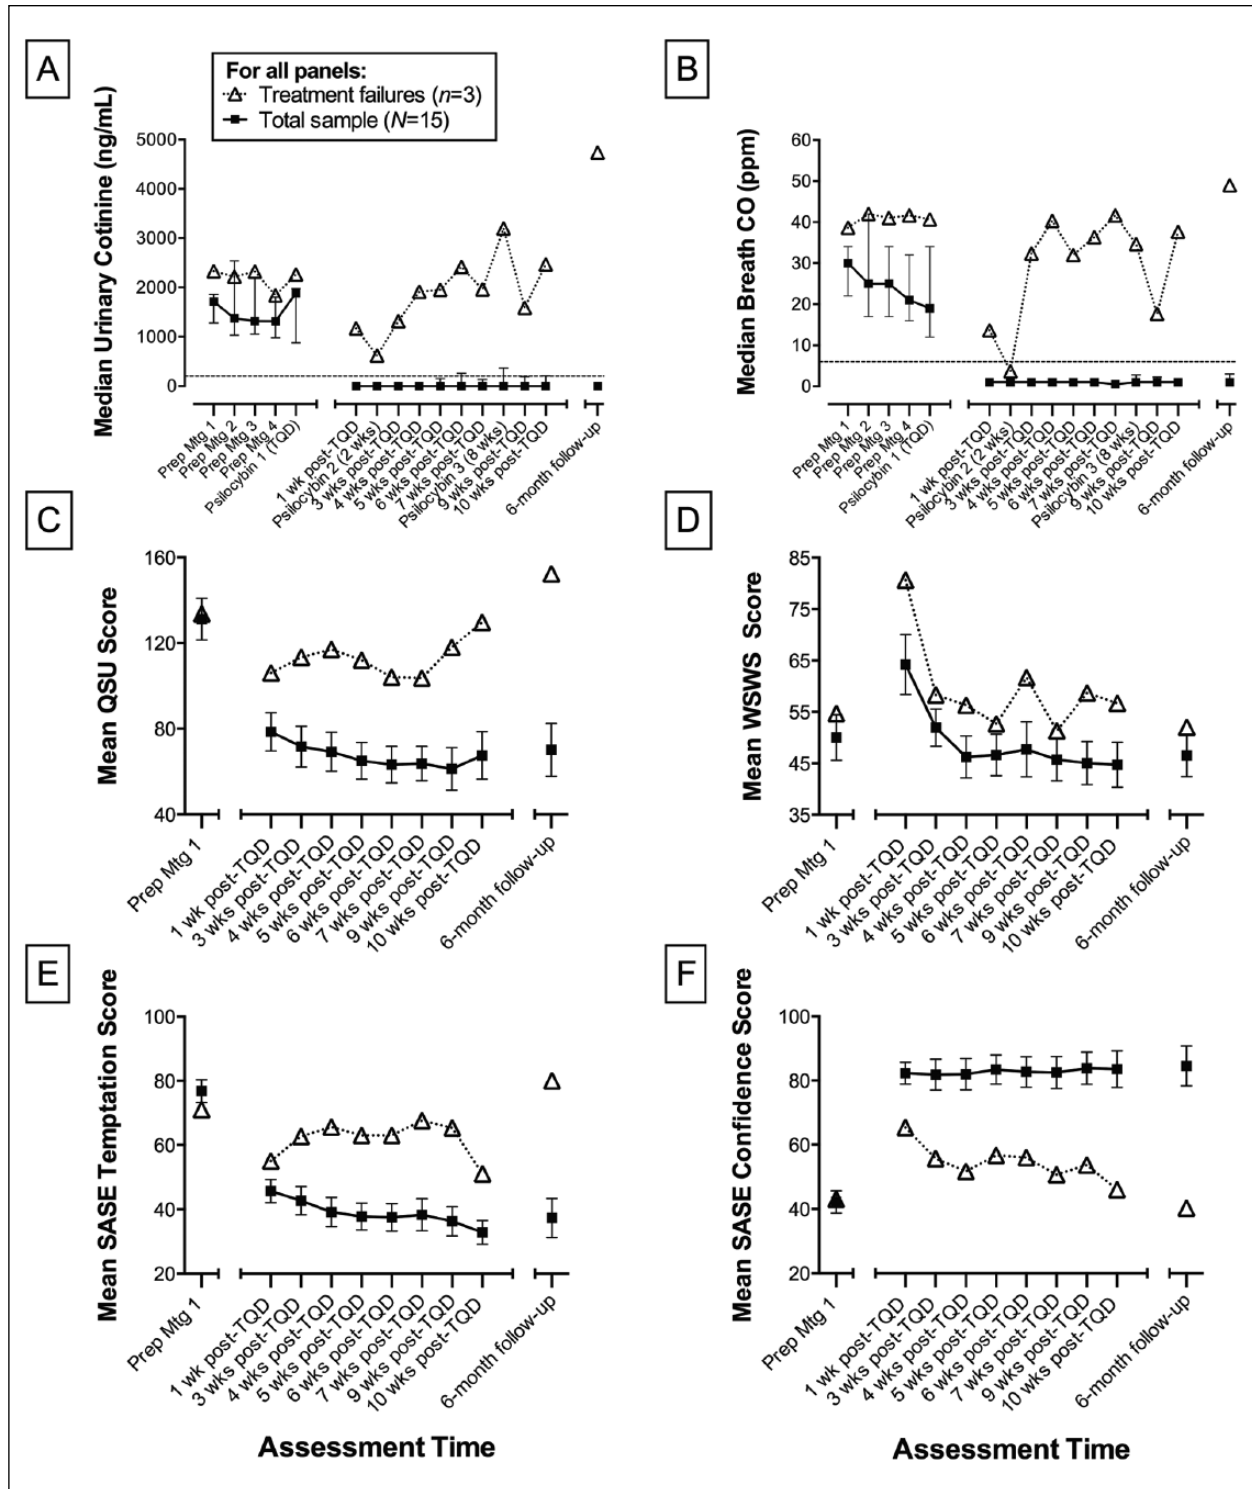 A
For all panels:
Treatment failures (n=3)
Total sample (N=15)
Median Urinary Cotinine (ng/mL)
5000
4000
3000
2000
1000
0
Prep Mtg 1
Prep Mtg 2
Prep Mtg 3
Prep Mtg 4
Psilocybin 1 (TQD)
1 wk post-TQD
Psilocybin 2 (2 wks)
3 wks post-TQD
4 wks post-TQD
5 wks post-TQD
6 wks post-TQD
7 wks post-TQD
Psilocybin 3 (8 wks)
9 wks post-TQD
10 wks post-TQD
6-month follow-up
B
Median Breath CO (ppm)
60
50
40
30
20
10
0
Prep Mtg 1
Prep Mtg 2
Prep Mtg 3
Prep Mtg 4
Psilocybin 1 (TQD)
1 wk post-TQD
Psilocybin 2 (2 wks)
3 wks post-TQD
4 wks post-TQD
5 wks post-TQD
6 wks post-TQD
7 wks post-TQD
Psilocybin 3 (8 wks)
9 wks post-TQD
10 wks post-TQD
6-month follow-up
C
Mean QSU Score
160
120
80
40
Prep Mtg 1
1 wk post-TQD
3 wks post-TQD
4 wks post-TQD
5 wks post-TQD
6 wks post-TQD
7 wks post-TQD
9 wks post-TQD
10 wks post-TQD
6-month follow-up
D
Mean WSWS Score
85
75
65
55
45
35
Prep Mtg 1
1 wk post-TQD
3 wks post-TQD
4 wks post-TQD
5 wks post-TQD
6 wks post-TQD
7 wks post-TQD
9 wks post-TQD
10 wks post-TQD
6-month follow-up
E
Mean SASE Temptation Score
100
80
60
40
20
Prep Mtg 1
1 wk post-TQD
3 wks post-TQD
4 wks post-TQD
5 wks post-TQD
6 wks post-TQD
7 wks post-TQD
9 wks post-TQD
10 wks post-TQD
6-month follow-up
Assessment Time
F
Mean SASE Confidence Score
100
80
60
40
20
Prep Mtg 1
1 wk post-TQD
3 wks post-TQD
4 wks post-TQD
5 wks post-TQD
6 wks post-TQD
7 wks post-TQD
9 wks post-TQD
10 wks post-TQD
6-month follow-up
Assessment Time